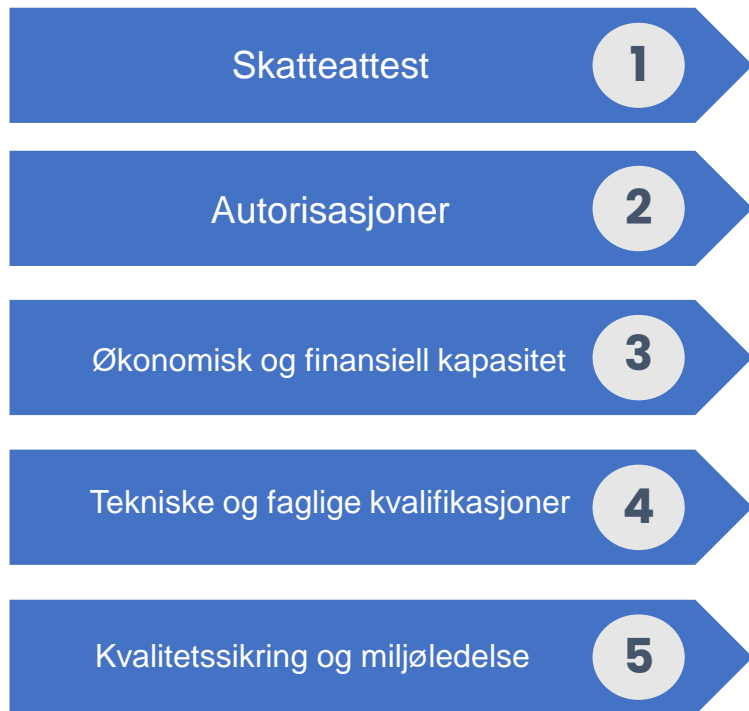 Skatteattest 1
Autorisasjoner 2
Økonomisk og finansiell kapasitet 3
Tekniske og faglige kvalifikasjoner 4
Kvalitetssikring og miljøledelse 5